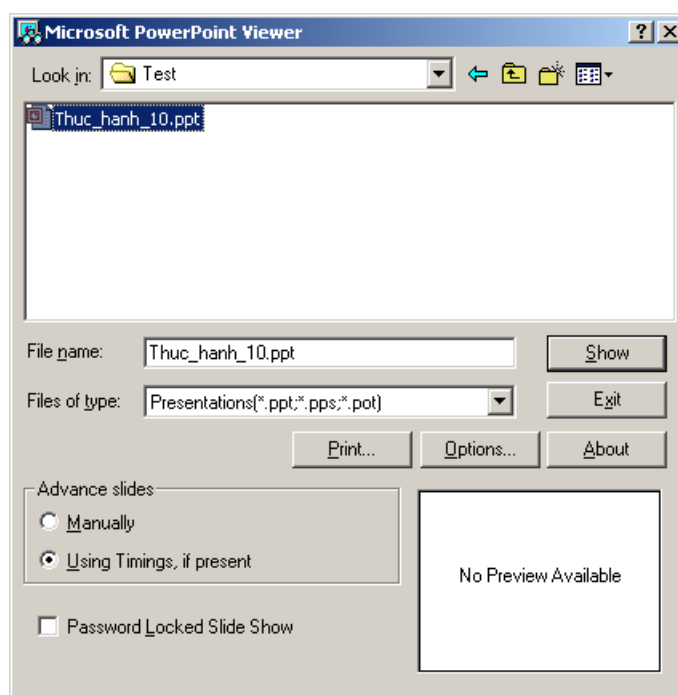 Microsoft PowerPoint Viewer
Look in: Test
Thuc_hanh_10.ppt
File name: Thuc_hanh_10.ppt Show
Files of type: Presentations(*.ppt;*.pps;*.pot) Exit
Print... Options... About
Advance slides
Manually
Using Timings, if present
No Preview Available
Password Locked Slide Show